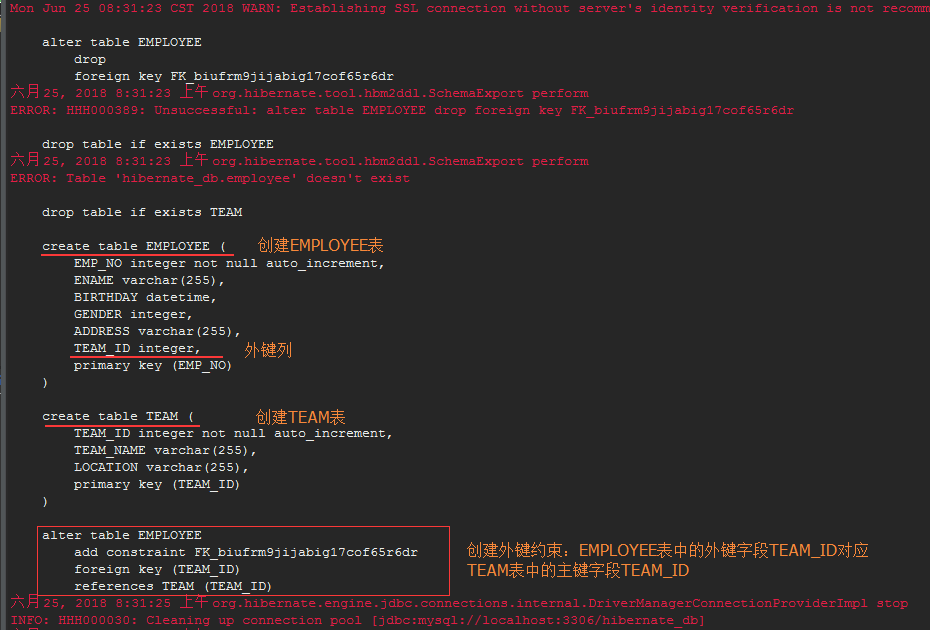 Mon Jun 25 08:31:23 CST 2018 WARN: Establishing SSL connection without server's identity verification is not recomm
alter table EMPLOYEE
drop
foreign key FK_biufrm9jijabig17cof65r6dr
六月 25, 2018 8:31:23 上午 org.hibernate.tool.hbm2ddl.SchemaExport perform
ERROR: HHH000389: Unsuccessful: alter table EMPLOYEE drop foreign key FK_biufrm9jijabig17cof65r6dr
drop table if exists EMPLOYEE
六月 25, 2018 8:31:23 上午 org.hibernate.tool.hbm2ddl.SchemaExport perform
ERROR: Table 'hibernate_db.employee' doesn't exist
drop table if exists TEAM
create table EMPLOYEE ( 创建EMPLOYEE表
EMP_NO integer not null auto_increment,
ENAME varchar(255),
BIRTHDAY datetime,
GENDER integer,
ADDRESS varchar(255),
TEAM_ID integer, 外键列
primary key (EMP_NO)
)
create table TEAM ( 创建TEAM表
TEAM_ID integer not null auto_increment,
TEAM_NAME varchar(255),
LOCATION varchar(255),
primary key (TEAM_ID)
)
alter table EMPLOYEE
add constraint FK_biufrm9jijabig17cof65r6dr
foreign key (TEAM_ID)
references TEAM (TEAM_ID)
创建外键约束：EMPLOYEE表中的外键字段TEAM_ID对应
TEAM表中的主键字段TEAM_ID
六月 25, 2018 8:31:25 上午 org.hibernate.engine.jdbc.connections.internal.DriverManagerConnectionProviderImpl stop
INFO: HHH000030: Cleaning up connection pool [jdbc:mysql://localhost:3306/hibernate_db]